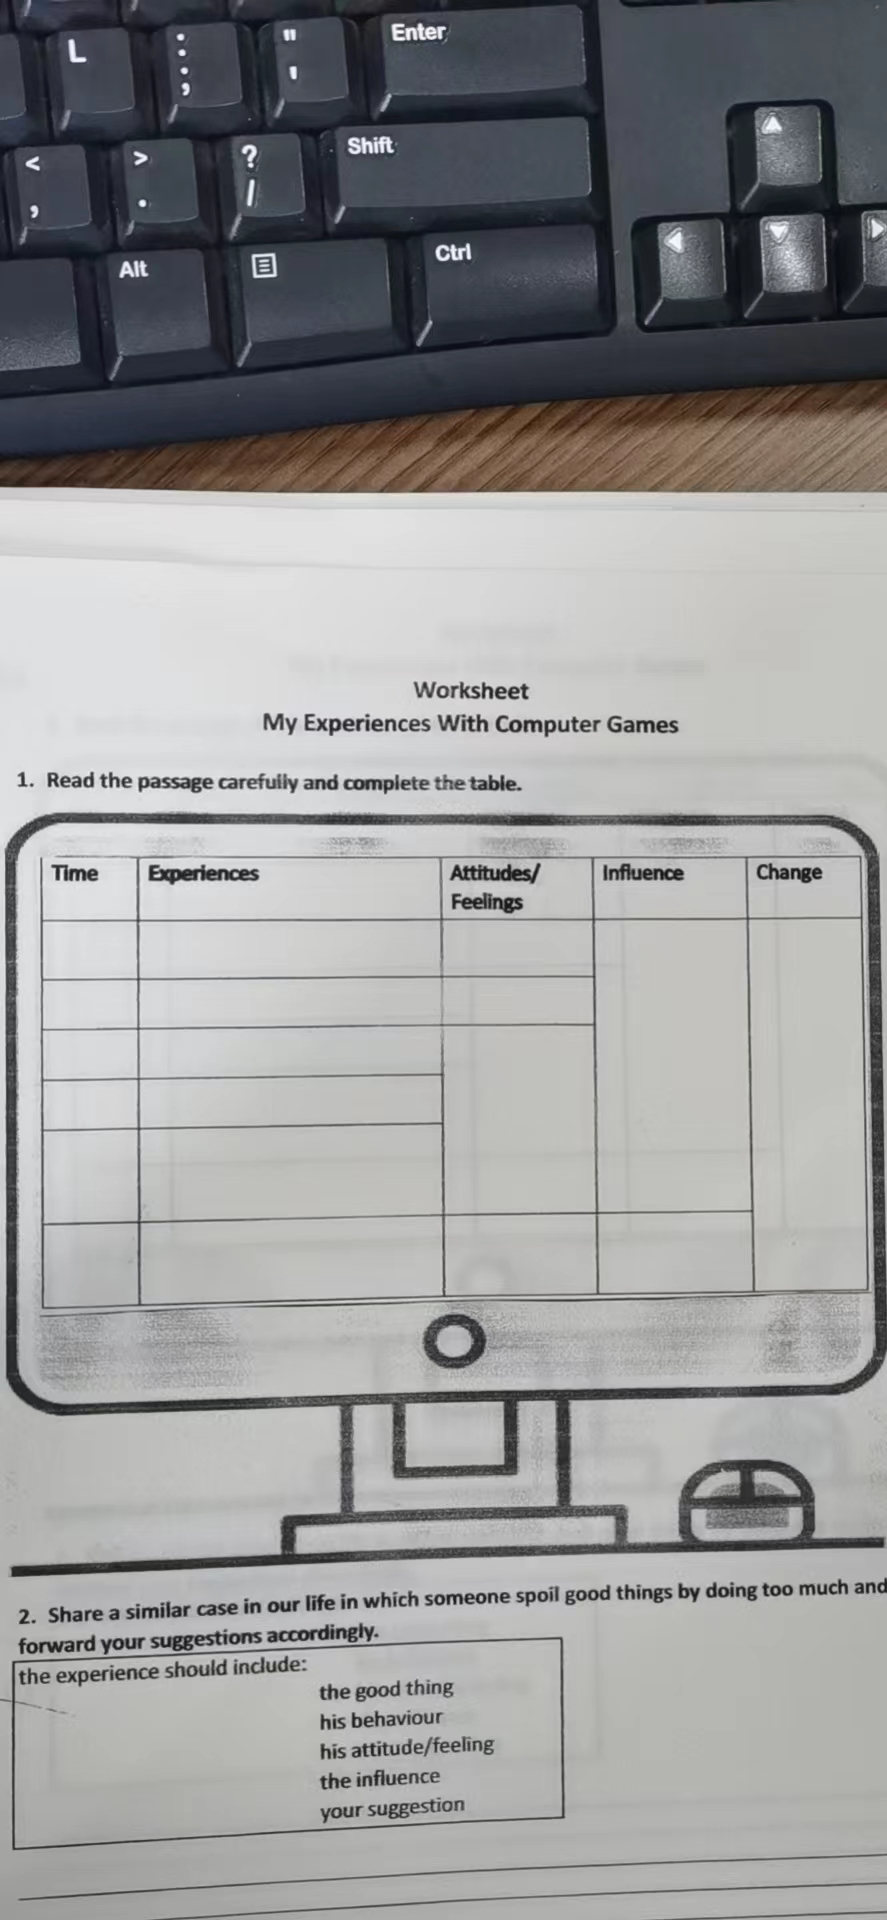 L
:
;
"
'
Enter
<
,
>
.
?
/
Shift
Alt
Ctrl
Worksheet
My Experiences With Computer Games
1. Read the passage carefully and complete the table.
Time Experiences Attitudes/ Influence Change
Feelings
2. Share a similar case in our life in which someone spoil good things by doing too much and
forward your suggestions accordingly.
the experience should include:
the good thing
his behaviour
his attitude/feeling
the influence
your suggestion